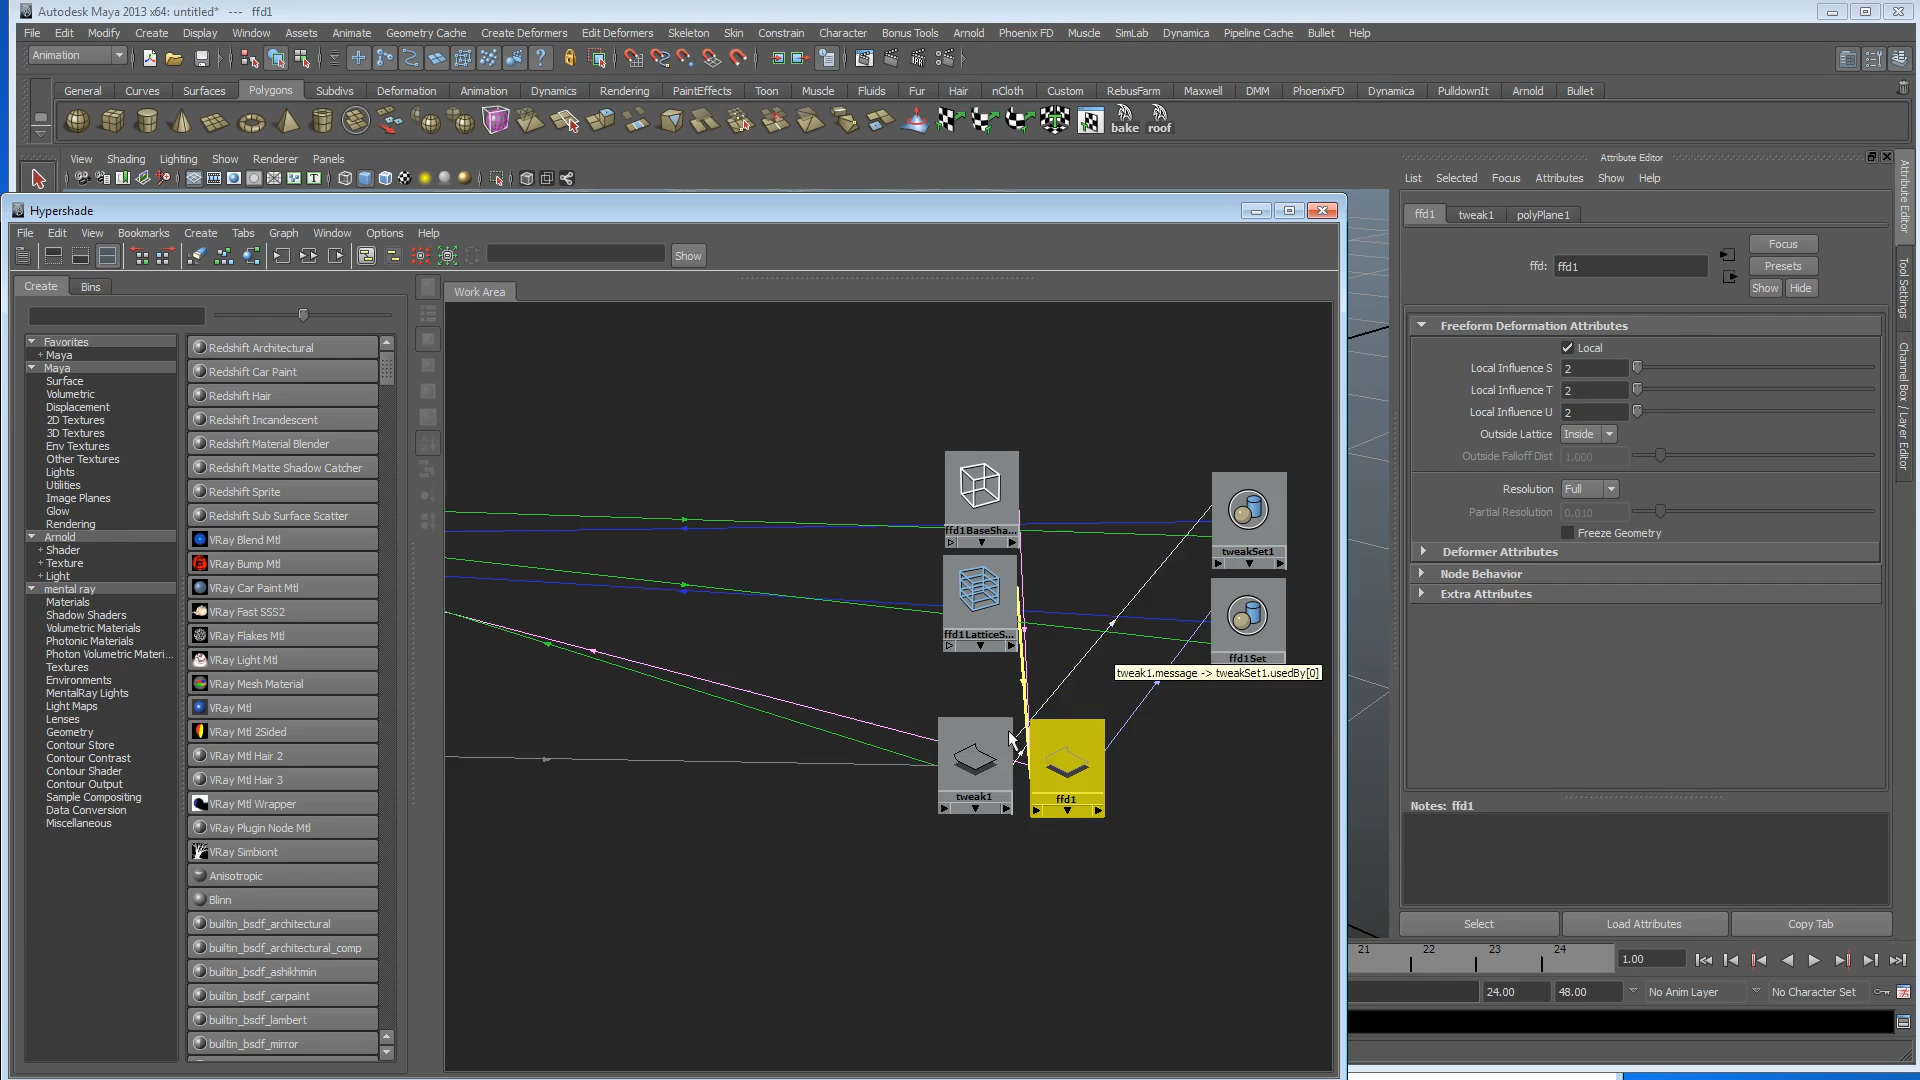 Autodesk Maya 2013 x64: untitled* --- ffd1
File Edit Modify Create Display Window Assets Animate Geometry Cache Create Deformers Edit Deformers Skeleton Skin Constrain Character Bonus Tools Arnold Phoenix FD Muscle SimLab Dynamica Pipeline Cache Bullet Help
Animation
General Curves Surfaces Polygons Subdivs Deformation Animation Dynamics Rendering PaintEffects Toon Muscle Fluids Fur Hair nCloth Custom RebusFarm Maxwell DMM PhoenixFD Dynamica PulldownIt Arnold Bullet
bake roof
View Shading Lighting Show Renderer Panels
Hypershade
File Edit View Bookmarks Create Tabs Graph Window Options Help
Show
Create Bins
Work Area
Favorites
+ Maya
Maya
Surface
Volumetric
Displacement
2D Textures
3D Textures
Env Textures
Other Textures
Lights
Utilities
Image Planes
Glow
Rendering
Arnold
+ Shader
+ Texture
+ Light
mental ray
Materials
Shadow Shaders
Volumetric Materials
Photonic Materials
Photon Volumetric Materi...
Textures
Environments
MentalRay Lights
Light Maps
Lenses
Geometry
Contour Store
Contour Contrast
Contour Shader
Contour Output
Sample Compositing
Data Conversion
Miscellaneous
Redshift Architectural
Redshift Car Paint
Redshift Hair
Redshift Incandescent
Redshift Material Blender
Redshift Matte Shadow Catcher
Redshift Sprite
Redshift Sub Surface Scatter
VRay Blend Mtl
VRay Bump Mtl
VRay Car Paint Mtl
VRay Fast SSS2
VRay Flakes Mtl
VRay Light Mtl
VRay Mesh Material
VRay Mtl
VRay Mtl 2Sided
VRay Mtl Hair 2
VRay Mtl Hair 3
VRay Mtl Wrapper
VRay Plugin Node Mtl
VRay Simbiont
Anisotropic
Blinn
builtin_bsdf_architectural
builtin_bsdf_architectural_comp
builtin_bsdf_ashikhmin
builtin_bsdf_carpaint
builtin_bsdf_lambert
builtin_bsdf_mirror
ffd1BaseSha...
ffd1LatticeS...
tweakSet1
ffd1Set
tweak1.message -> tweakSet1.usedBy[0]
tweak1
ffd1
Attribute Editor
List Selected Focus Attributes Show Help
ffd1 tweak1 polyPlane1
ffd: ffd1
Focus
Presets
Show Hide
Freeform Deformation Attributes
Local
Local Influence S 2
Local Influence T 2
Local Influence U 2
Outside Lattice Inside
Outside Falloff Dist 1.000
Resolution Full
Partial Resolution 0.010
Freeze Geometry
Deformer Attributes
Node Behavior
Extra Attributes
Notes: ffd1
Select Load Attributes Copy Tab
Attribute Editor
Tool Settings
Channel Box / Layer Editor
21 22 23 24
1.00
24.00 48.00 No Anim Layer No Character Set